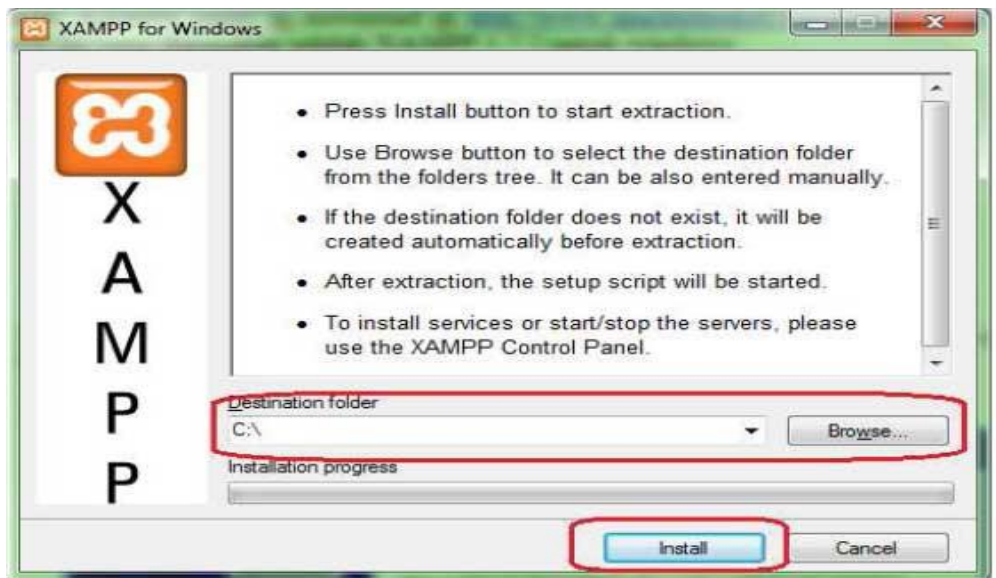 XAMPP for Windows
X
A
M
P
P
• Press Install button to start extraction.
• Use Browse button to select the destination folder
from the folders tree. It can be also entered manually.
• If the destination folder does not exist, it will be
created automatically before extraction.
• After extraction, the setup script will be started.
• To install services or start/stop the servers, please
use the XAMPP Control Panel.
Destination folder
C:\
Browse...
Installation progress
Install
Cancel